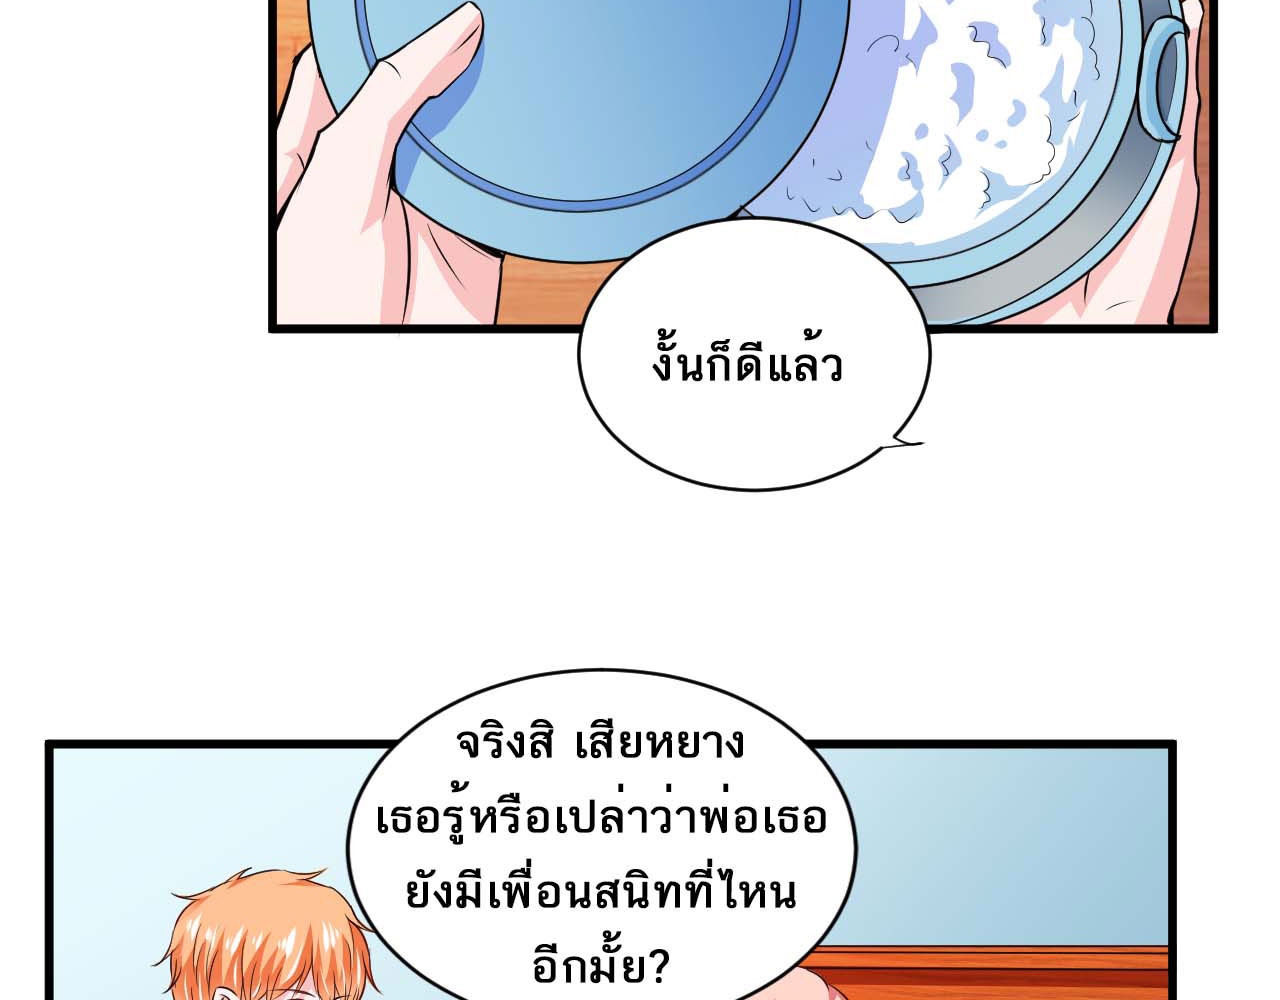 งั้นก็ดีแล้ว
จริงสิ เสียหยาง
เธอรู้หรือเปล่าว่าพ่อเธอ
ยังมีเพื่อนสนิทที่ไหน
อีกมั้ย?